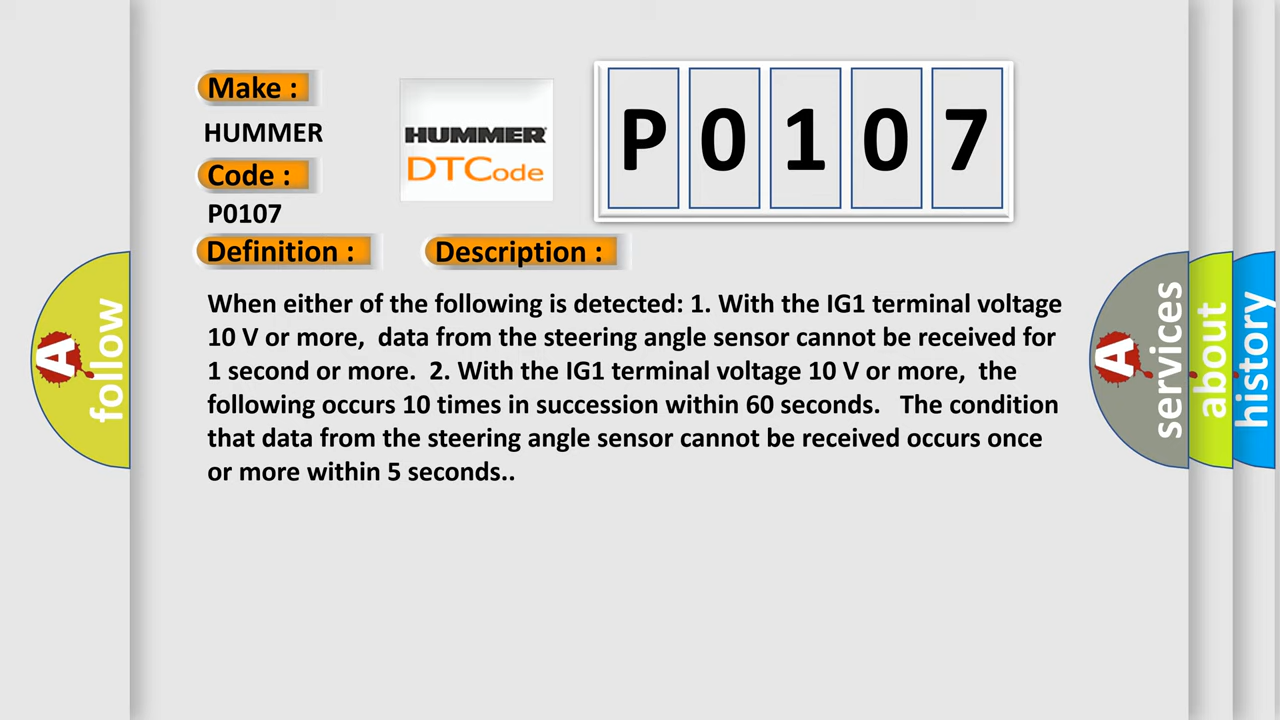 Make :
HUMMER
Code :
P0107
Definition :
Description :
HUMMER
DTCode
P0107
When either of the following is detected: 1. With the IG1 terminal voltage
10 V or more,  data from the steering angle sensor cannot be received for
1 second or more.  2. With the IG1 terminal voltage 10 V or more,  the
following occurs 10 times in succession within 60 seconds.   The condition
that data from the steering angle sensor cannot be received occurs once
or more within 5 seconds..
A follow
A services
about
history